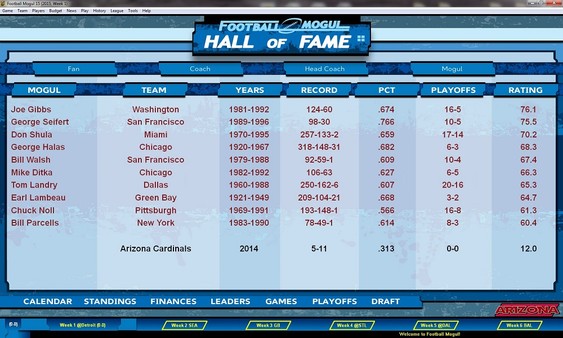 Football Mogul 15 (2013, Week 1)
Game Team Players Budget News Play History League Tools Help
FOOTBALL MOGUL
HALL OF FAME
Fan Coach Head Coach Mogul
MOGUL TEAM YEARS RECORD PCT PLAYOFFS RATING
Joe Gibbs Washington 1981-1992 124-60 .674 16-5 76.1
George Seifert San Francisco 1989-1996 98-30 .766 10-5 75.5
Don Shula Miami 1970-1995 257-133-2 .659 17-14 70.2
George Halas Chicago 1920-1967 318-148-31 .682 6-3 68.3
Bill Walsh San Francisco 1979-1988 92-59-1 .609 10-4 67.4
Mike Ditka Chicago 1982-1992 106-63 .627 6-5 66.3
Tom Landry Dallas 1960-1988 250-162-6 .607 20-16 65.3
Earl Lambeau Green Bay 1921-1949 209-104-21 .668 3-2 64.7
Chuck Noll Pittsburgh 1969-1991 193-148-1 .566 16-8 61.3
Bill Parcells New York 1983-1990 78-49-1 .614 8-3 60.4
Arizona Cardinals 2014 5-11 .313 0-0 12.0
CALENDAR STANDINGS FINANCES LEADERS GAMES PLAYOFFS DRAFT
ARIZONA
(0-0) Week 1 @Detroit (0-0) Week 2 SEA Week 3 GB Week 4 @STL Week 5 @DAL Week 6 BAL
Welcome to Football Mogul!